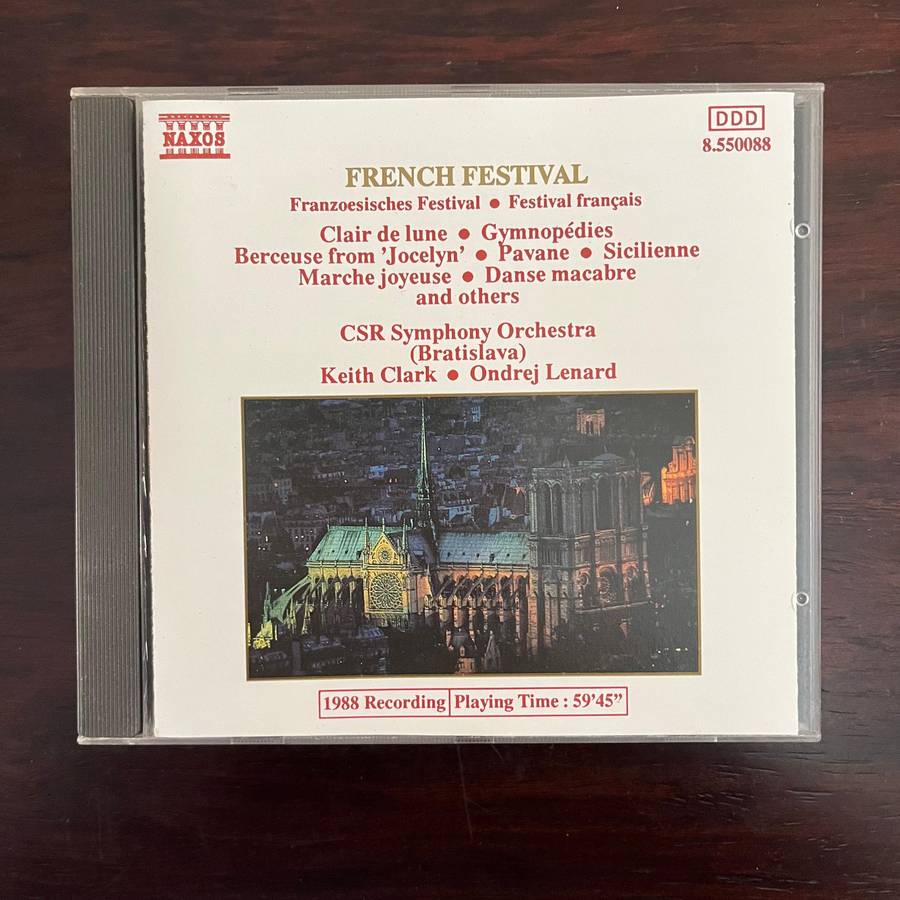 NAXOS
DDD
8.550088
FRENCH FESTIVAL
Franzoesisches Festival • Festival français
Clair de lune • Gymnopédies
Berceuse from ’Jocelyn’ • Pavane • Sicilienne
Marche joyeuse • Danse macabre
and others
CSR Symphony Orchestra
(Bratislava)
Keith Clark • Ondrej Lenard
1988 Recording Playing Time : 59’45”